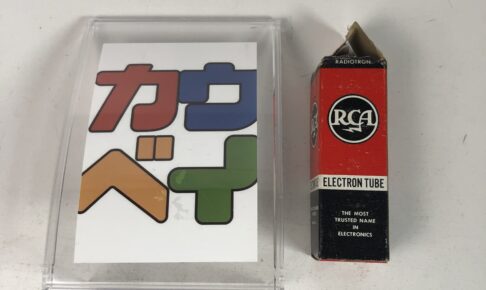 カウ
ベイ
RADIOTRON
RCA
ELECTRON TUBE
THE MOST
TRUSTED NAME
IN
ELECTRONICS